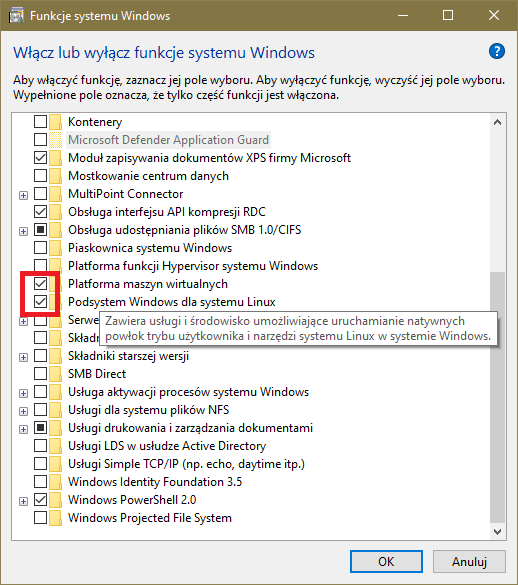 Funkcje systemu Windows
Włącz lub wyłącz funkcje systemu Windows
?
Aby włączyć funkcję, zaznacz jej pole wyboru. Aby wyłączyć funkcję, wyczyść jej pole wyboru.
Wypełnione pole oznacza, że tylko część funkcji jest włączona.
Kontenery
Microsoft Defender Application Guard
Moduł zapisywania dokumentów XPS firmy Microsoft
Mostkowanie centrum danych
MultiPoint Connector
Obsługa interfejsu API kompresji RDC
Obsługa udostępniania plików SMB 1.0/CIFS
Piaskownica systemu Windows
Platforma funkcji Hypervisor systemu Windows
Platforma maszyn wirtualnych
Podsystem Windows dla systemu Linux
Zawiera usługi i środowisko umożliwiające uruchamianie natywnych
powłok trybu użytkownika i narzędzi systemu Linux w systemie Windows.
Składniki starszej wersji
SMB Direct
Usługa aktywacji procesów systemu Windows
Usługi dla systemu plików NFS
Usługi drukowania i zarządzania dokumentami
Usługi LDS w usłudze Active Directory
Usługi Simple TCP/IP (np. echo, daytime itp.)
Windows Identity Foundation 3.5
Windows PowerShell 2.0
Windows Projected File System
OK
Anuluj